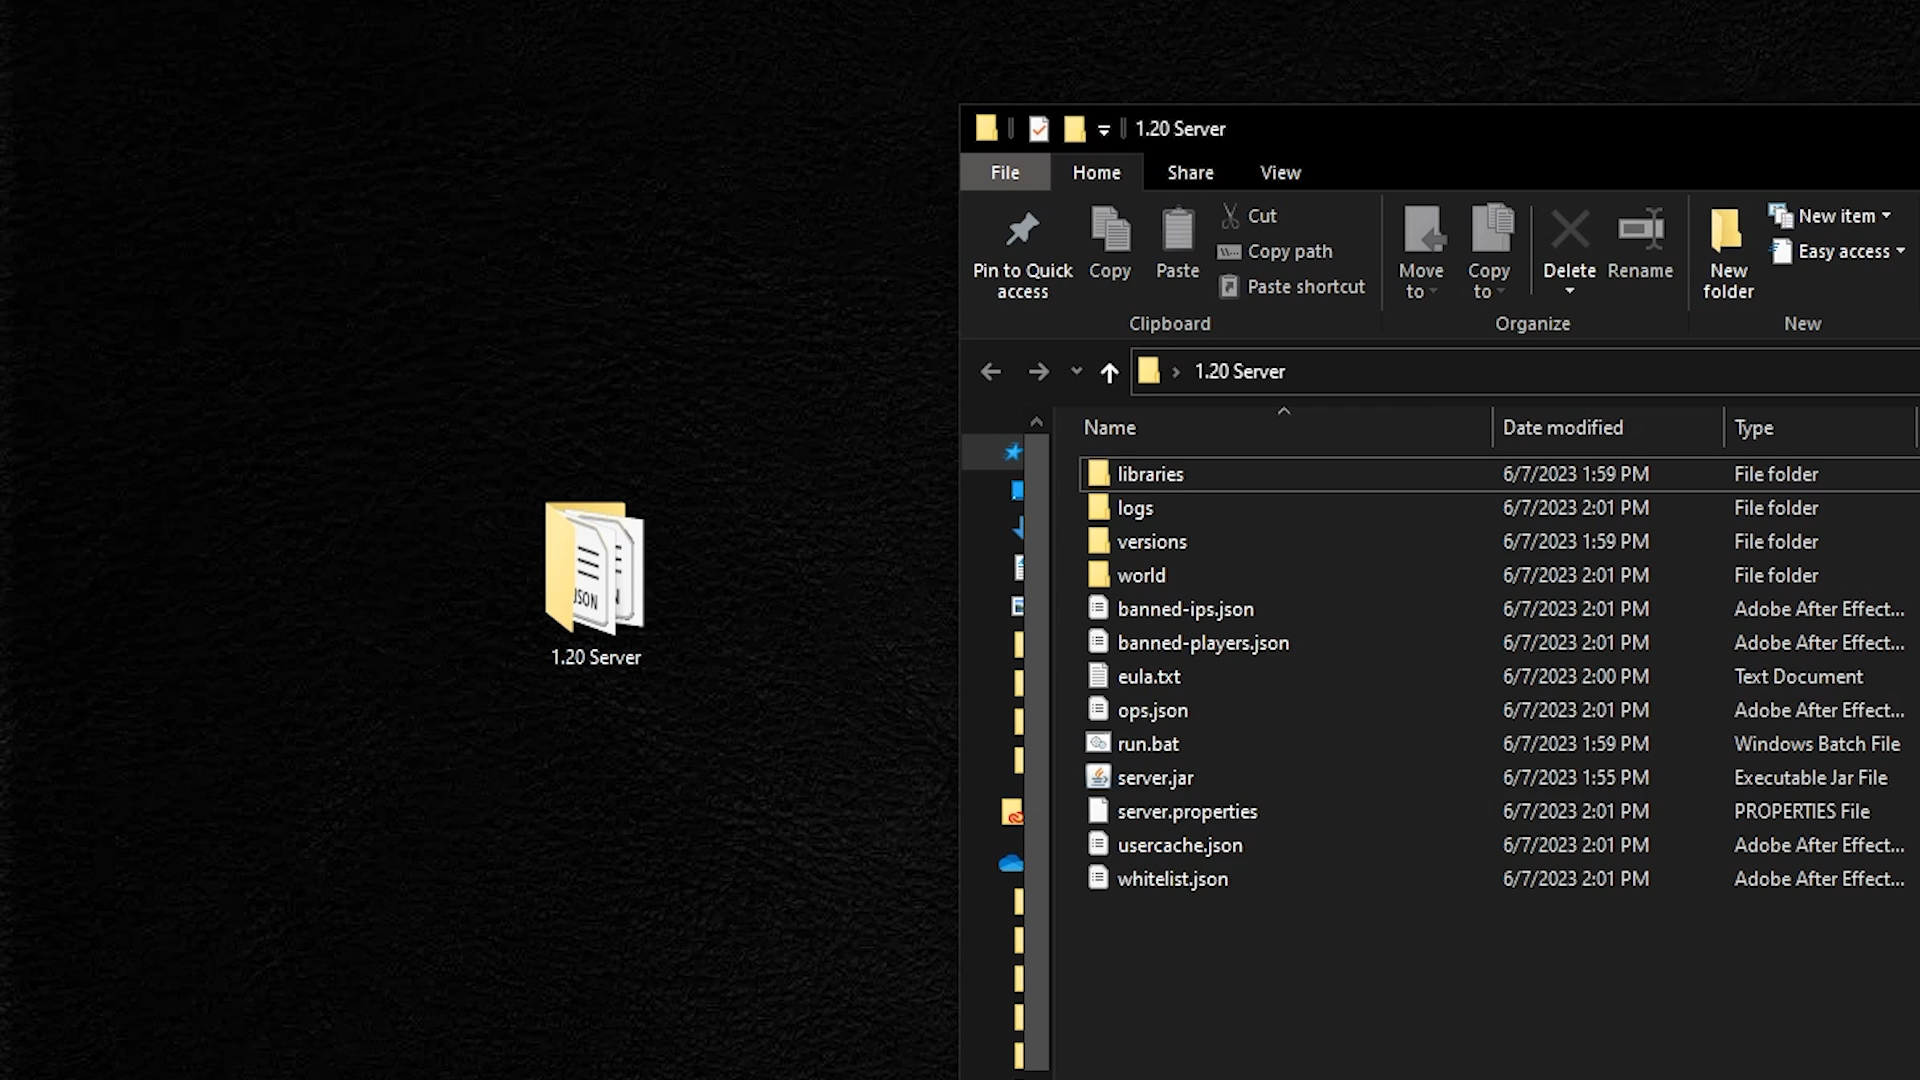 1.20 Server
File Home Share View
Pin to Quick access
Copy
Paste
Cut
Copy path
Paste shortcut
Clipboard
Move to
Copy to
Delete
Rename
Organize
New folder
New item
Easy access
New
1.20 Server
Name Date modified Type
libraries 6/7/2023 1:59 PM File folder
logs 6/7/2023 2:01 PM File folder
versions 6/7/2023 1:59 PM File folder
world 6/7/2023 2:01 PM File folder
banned-ips.json 6/7/2023 2:01 PM Adobe After Effect...
banned-players.json 6/7/2023 2:01 PM Adobe After Effect...
eula.txt 6/7/2023 2:00 PM Text Document
ops.json 6/7/2023 2:01 PM Adobe After Effect...
run.bat 6/7/2023 1:59 PM Windows Batch File
server.jar 6/7/2023 1:55 PM Executable Jar File
server.properties 6/7/2023 2:01 PM PROPERTIES File
usercache.json 6/7/2023 2:01 PM Adobe After Effect...
whitelist.json 6/7/2023 2:01 PM Adobe After Effect...
JSON
1.20 Server